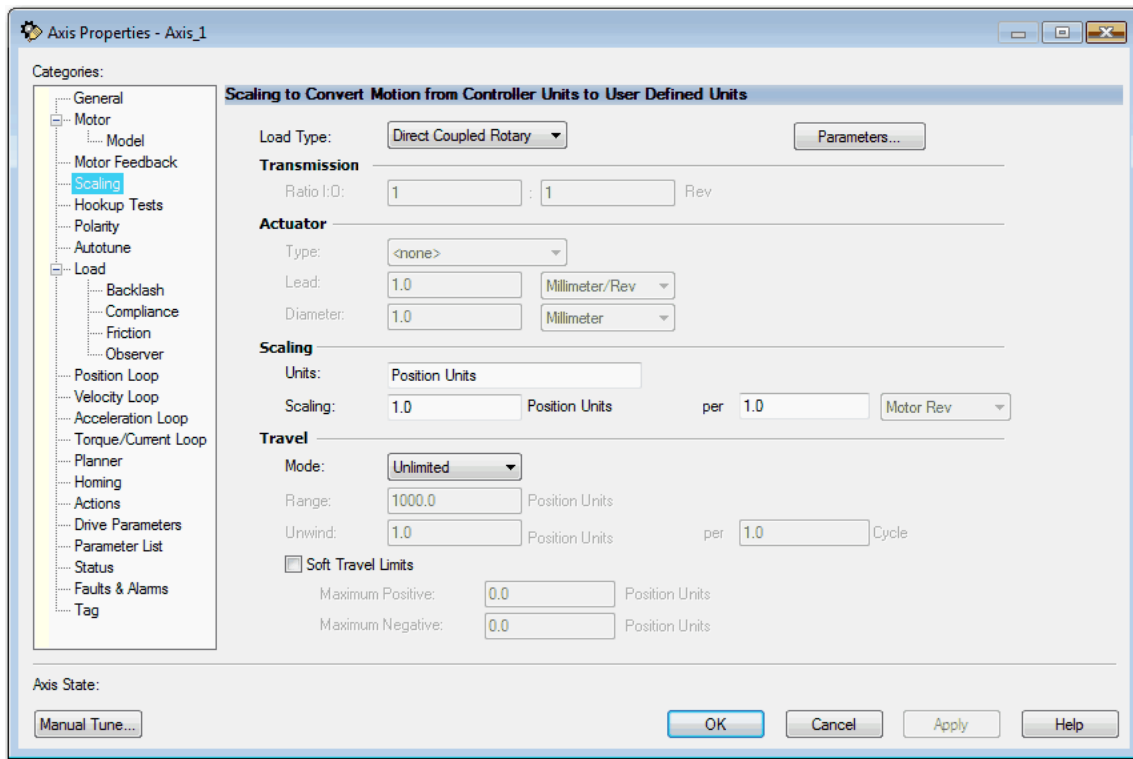 Axis Properties - Axis_1
Categories:
General
Motor
Model
Motor Feedback
Scaling
Hookup Tests
Polarity
Autotune
Load
Backlash
Compliance
Friction
Observer
Position Loop
Velocity Loop
Acceleration Loop
Torque/Current Loop
Planner
Homing
Actions
Drive Parameters
Parameter List
Status
Faults & Alarms
Tag
Scaling to Convert Motion from Controller Units to User Defined Units
Load Type: Direct Coupled Rotary Parameters...
Transmission
Ratio I:O: 1 : 1 Rev
Actuator
Type: <none>
Lead: 1.0 Millimeter/Rev
Diameter: 1.0 Millimeter
Scaling
Units: Position Units
Scaling: 1.0 Position Units per 1.0 Motor Rev
Travel
Mode: Unlimited
Range: 1000.0 Position Units
Unwind: 1.0 Position Units per 1.0 Cycle
Soft Travel Limits
Maximum Positive: 0.0 Position Units
Maximum Negative: 0.0 Position Units
Axis State:
Manual Tune... OK Cancel Apply Help